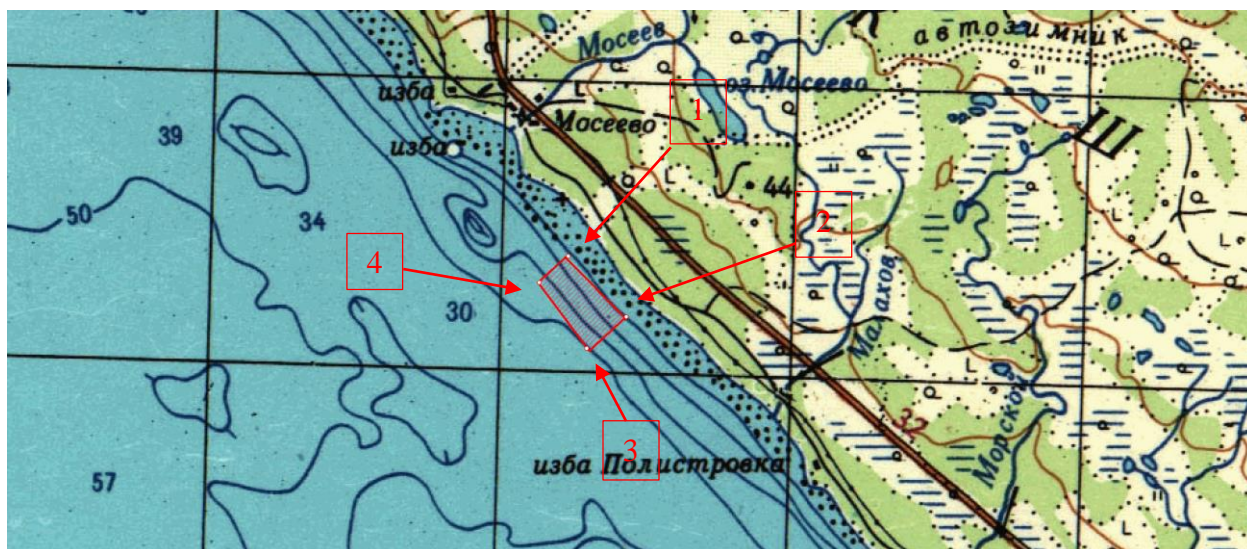 Мосеев
автозимник
оз. Мосеево
изба
Мосеево
1
39
изба
III
44
50
34
2
4
30
Малахов
32
Морской
3
изба Полистровка
57